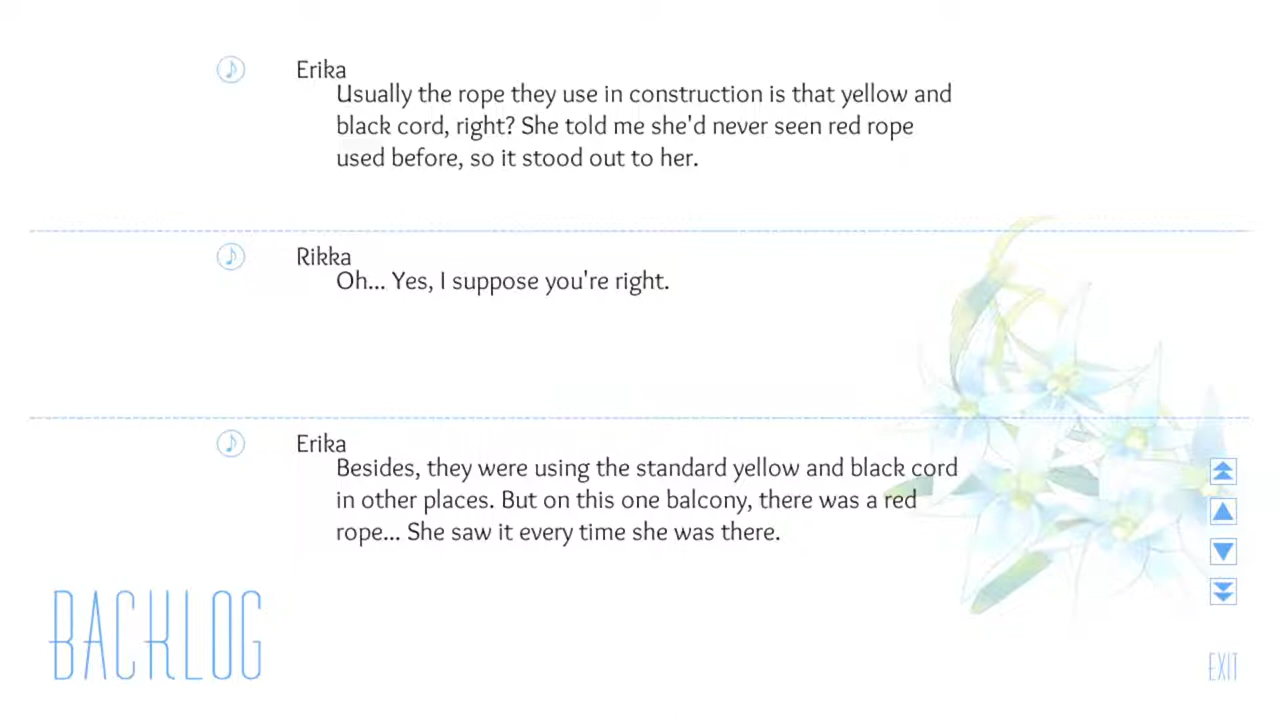 Erika
Usually the rope they use in construction is that yellow and
black cord, right? She told me she'd never seen red rope
used before, so it stood out to her.
Rikka
Oh... Yes, I suppose you're right.
Erika
Besides, they were using the standard yellow and black cord
in other places. But on this one balcony, there was a red
rope... She saw it every time she was there.
BACKLOG
EXIT